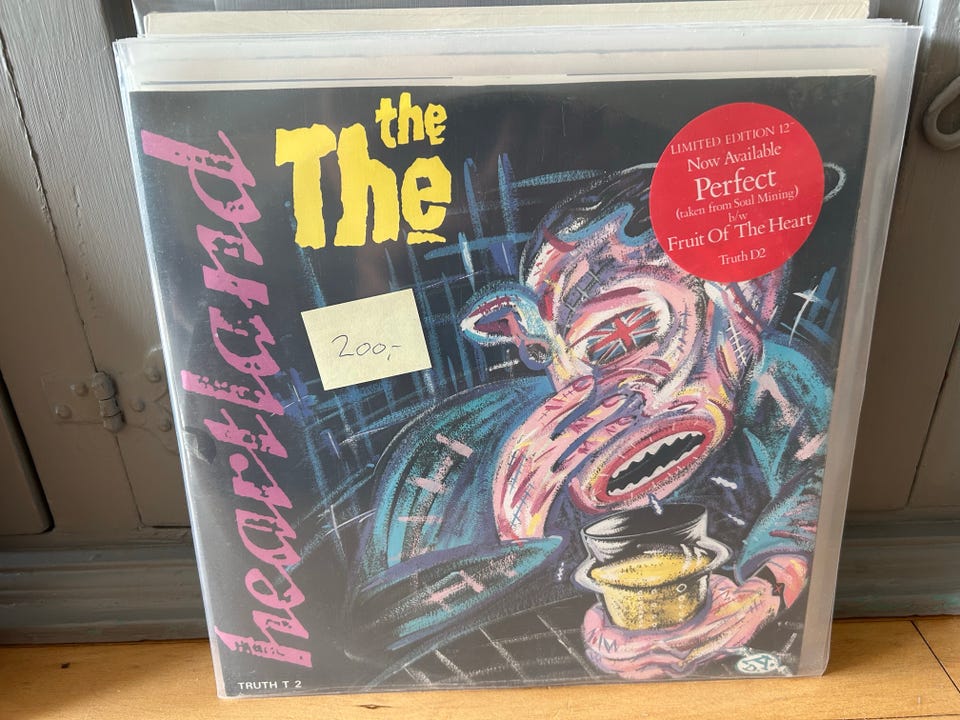 the
The
heartland
LIMITED EDITION 12"
Now Available
Perfect
(taken from Soul Mining)
b/w
Fruit Of The Heart
Truth D2
200,-
TRUTH T 2